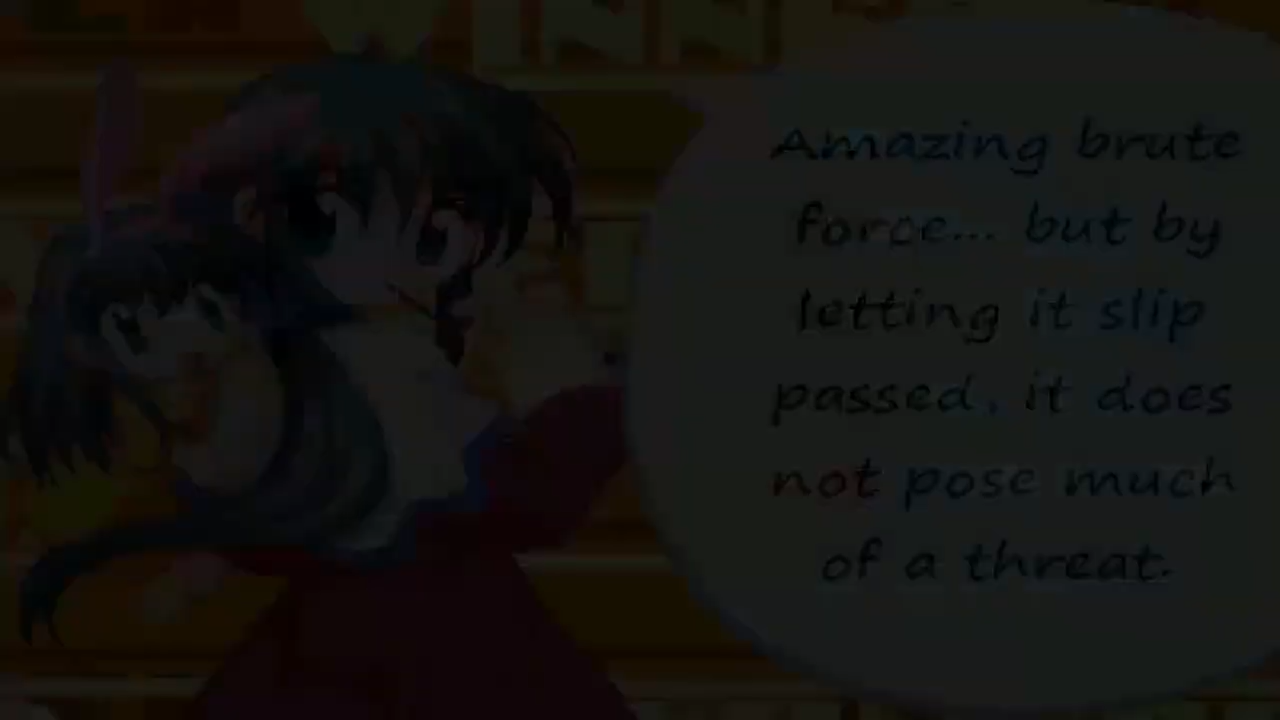 Amazing brute
force... but by
letting it slip
passed, it does
not pose much
of a threat.